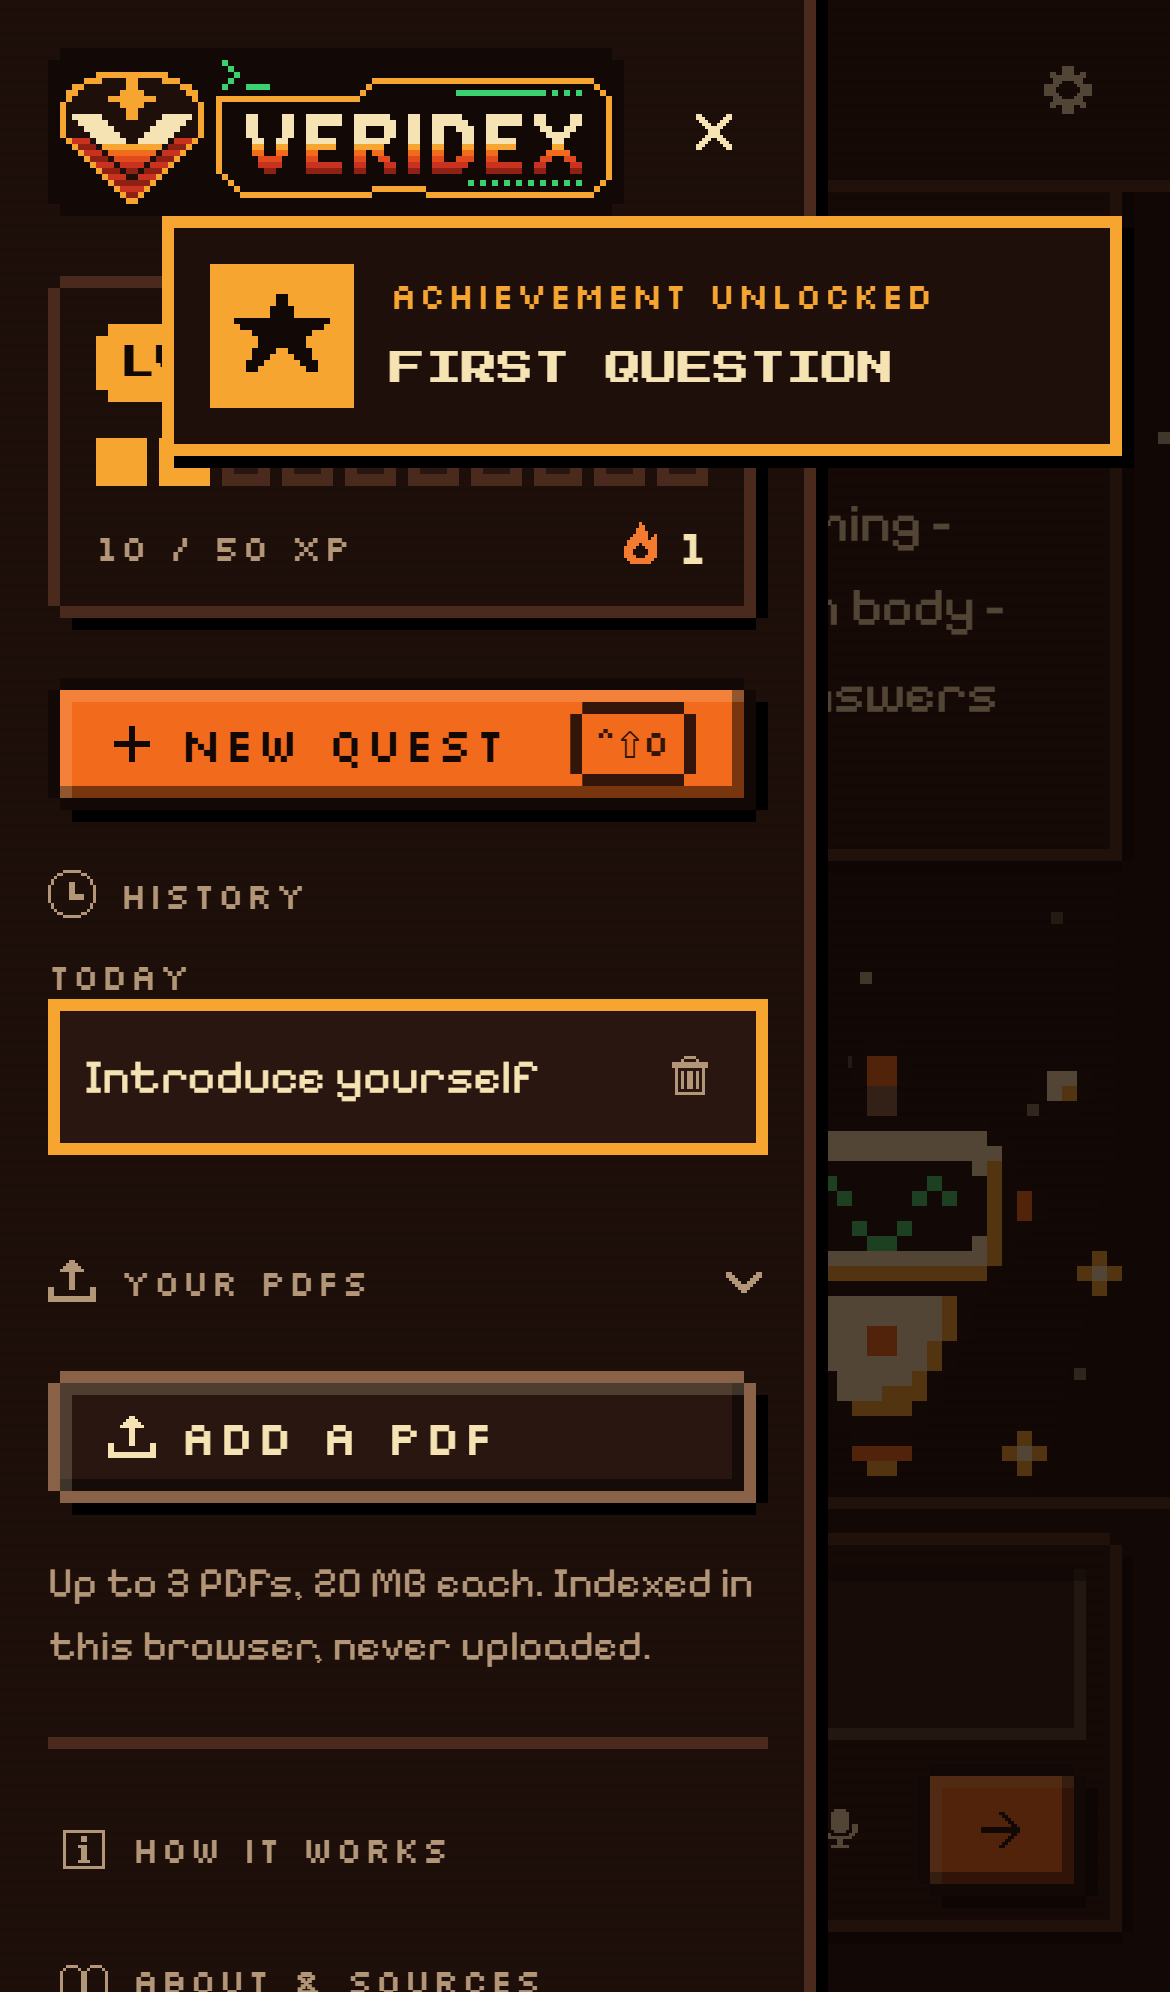 >_
VERIDEX
ACHIEVEMENT UNLOCKED
FIRST QUESTION
10 / 50 XP
1
+ NEW QUEST
^⇧O
HISTORY
TODAY
Introduce yourself
YOUR PDFS
ADD A PDF
Up to 3 PDFs, 20 MB each. Indexed in
this browser, never uploaded.
HOW IT WORKS
ABOUT & SOURCES
body -